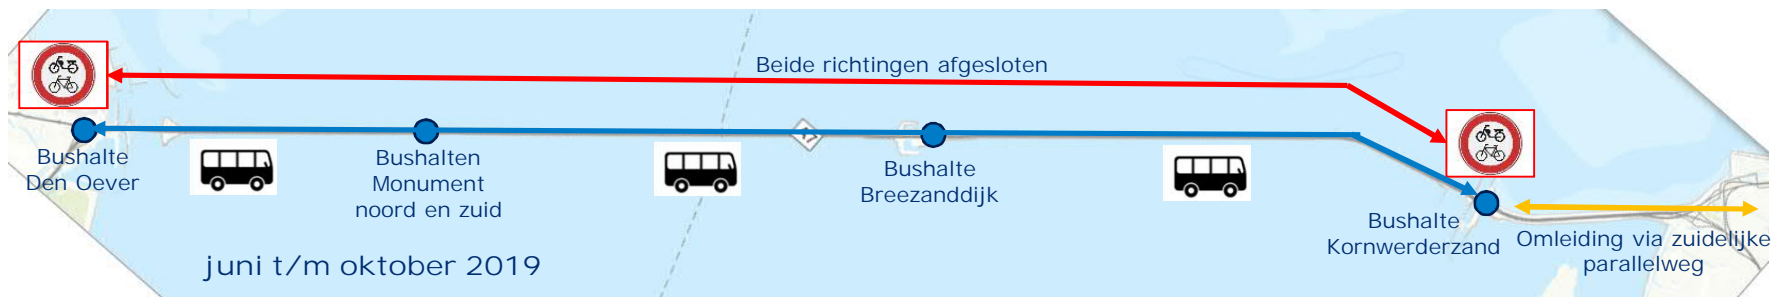 Beide richtingen afgesloten
Bushalte
Den Oever
Bushalten
Monument
noord en zuid
Bushalte
Breezanddijk
Bushalte
Kornwerderzand
Omleiding via zuidelijke
parallelweg
juni t/m oktober 2019